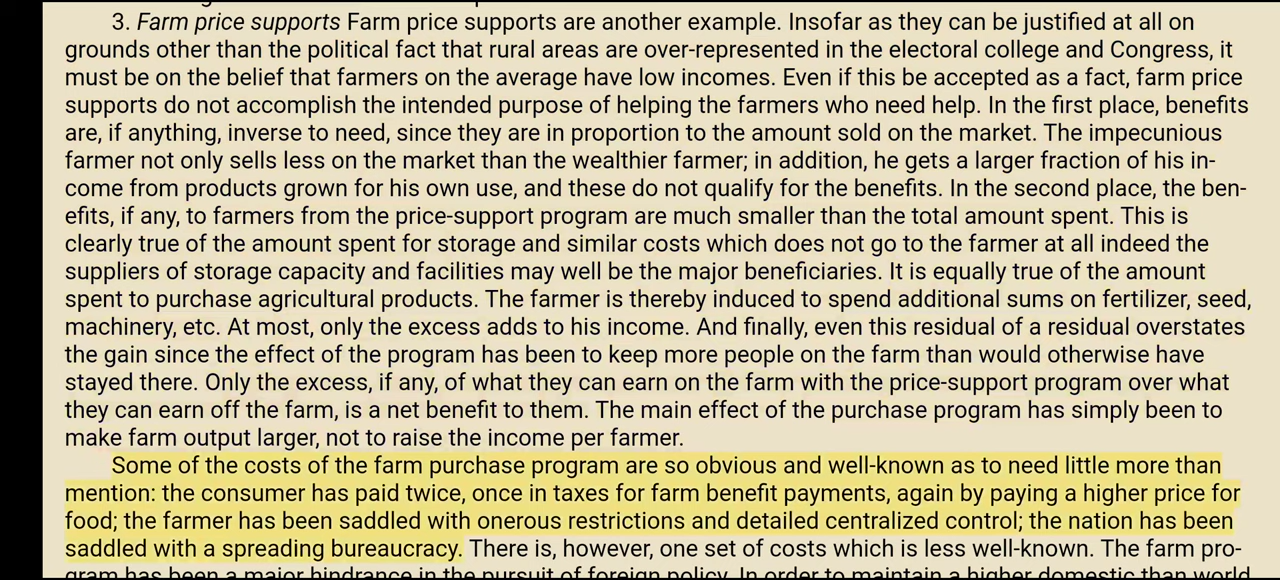 3. Farm price supports Farm price supports are another example. Insofar as they can be justified at all on
grounds other than the political fact that rural areas are over-represented in the electoral college and Congress, it
must be on the belief that farmers on the average have low incomes. Even if this be accepted as a fact, farm price
supports do not accomplish the intended purpose of helping the farmers who need help. In the first place, benefits
are, if anything, inverse to need, since they are in proportion to the amount sold on the market. The impecunious
farmer not only sells less on the market than the wealthier farmer; in addition, he gets a larger fraction of his in-
come from products grown for his own use, and these do not qualify for the benefits. In the second place, the ben-
efits, if any, to farmers from the price-support program are much smaller than the total amount spent. This is
clearly true of the amount spent for storage and similar costs which does not go to the farmer at all indeed the
suppliers of storage capacity and facilities may well be the major beneficiaries. It is equally true of the amount
spent to purchase agricultural products. The farmer is thereby induced to spend additional sums on fertilizer, seed,
machinery, etc. At most, only the excess adds to his income. And finally, even this residual of a residual overstates
the gain since the effect of the program has been to keep more people on the farm than would otherwise have
stayed there. Only the excess, if any, of what they can earn on the farm with the price-support program over what
they can earn off the farm, is a net benefit to them. The main effect of the purchase program has simply been to
make farm output larger, not to raise the income per farmer.
Some of the costs of the farm purchase program are so obvious and well-known as to need little more than
mention: the consumer has paid twice, once in taxes for farm benefit payments, again by paying a higher price for
food; the farmer has been saddled with onerous restrictions and detailed centralized control; the nation has been
saddled with a spreading bureaucracy. There is, however, one set of costs which is less well-known. The farm pro-
gram has been a major hindrance in the pursuit of foreign policy. In order to maintain a higher domestic than world